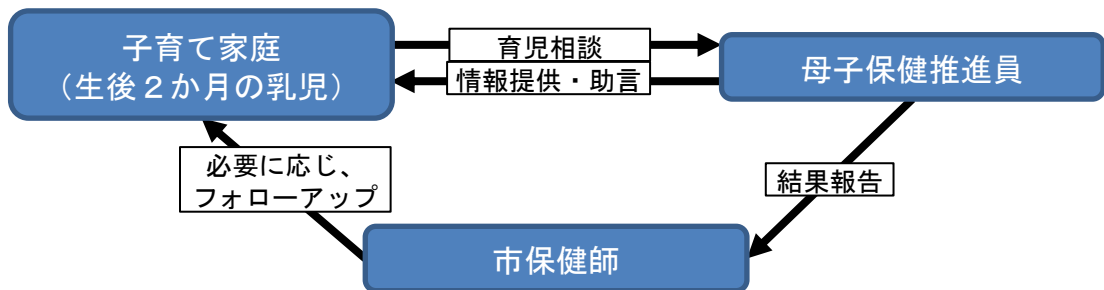 子育て家庭
(生後２か月の乳児)
育児相談
情報提供・助言
母子保健推進員
必要に応じ、
フォローアップ
結果報告
市保健師